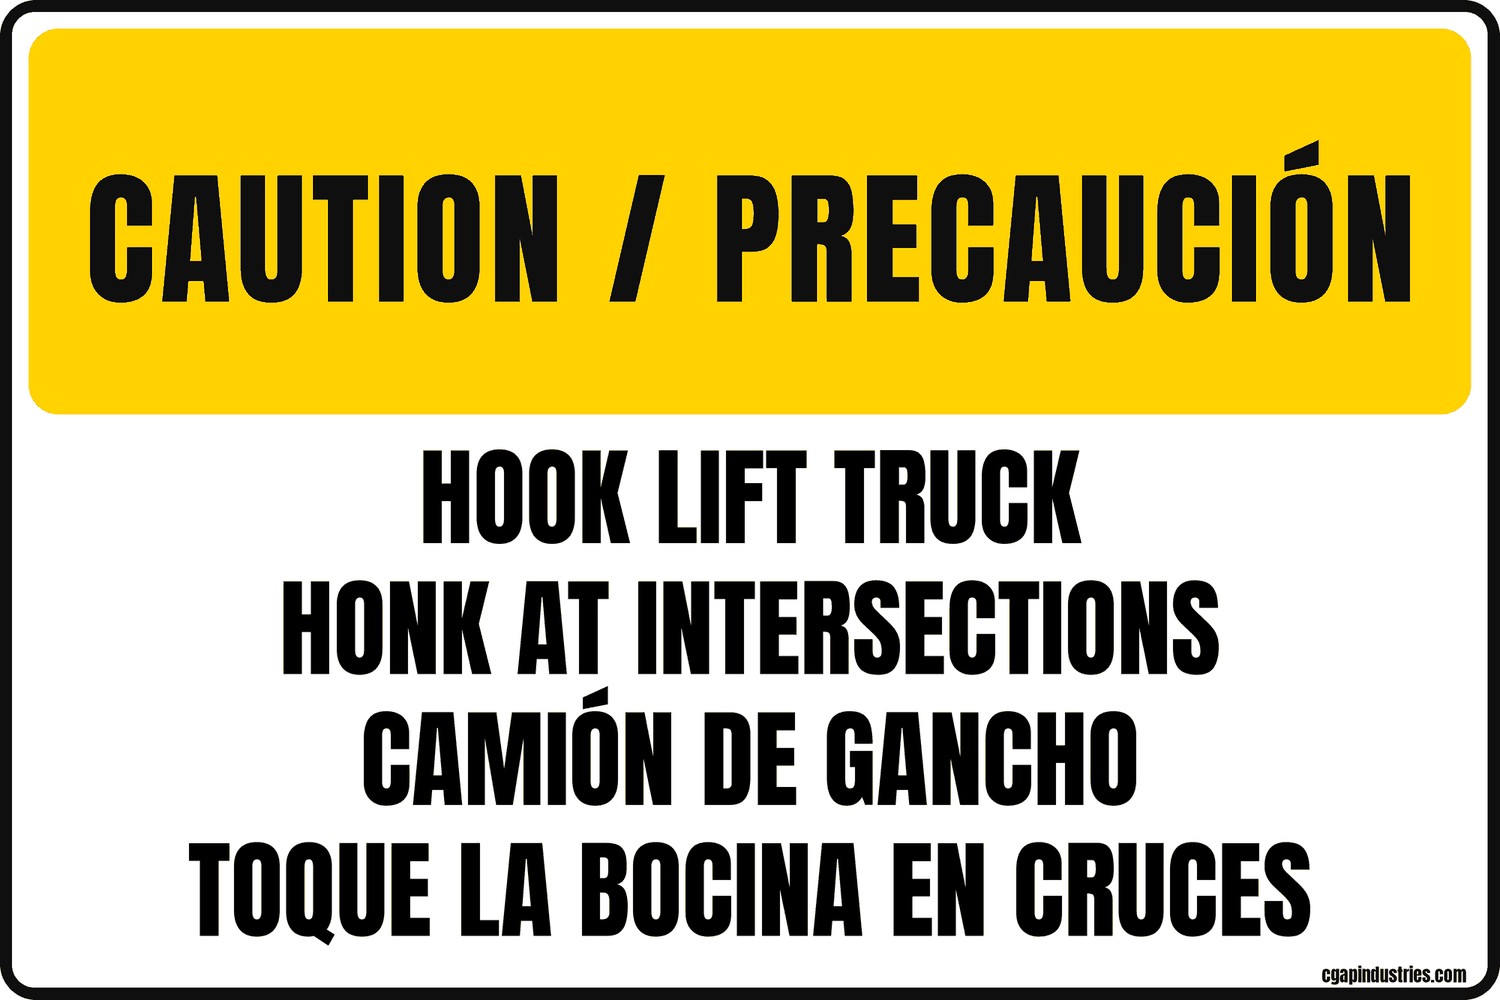 CAUTION / PRECAUCIÓN
HOOK LIFT TRUCK
HONK AT INTERSECTIONS
CAMIÓN DE GANCHO
TOQUE LA BOCINA EN CRUCES
cgapindustries.com